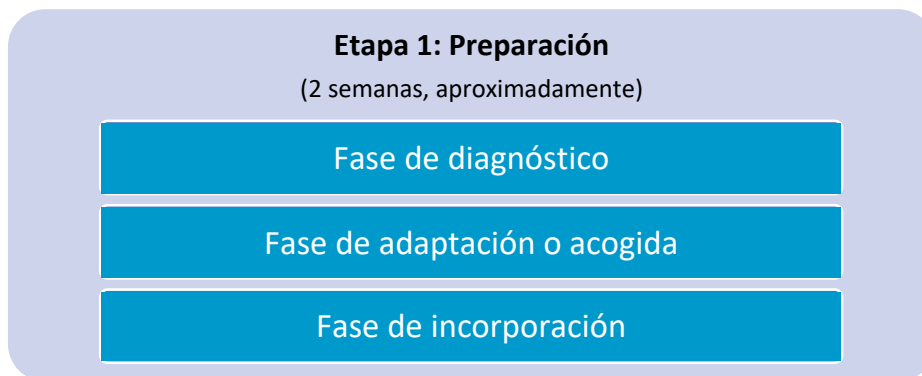 Etapa 1: Preparación
(2 semanas, aproximadamente)
Fase de diagnóstico
Fase de adaptación o acogida
Fase de incorporación